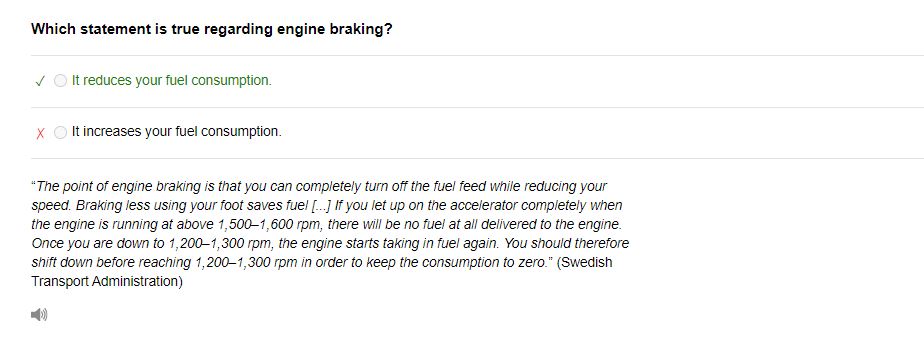 Which statement is true regarding engine braking?
✓ It reduces your fuel consumption.
X It increases your fuel consumption.
“The point of engine braking is that you can completely turn off the fuel feed while reducing your
speed. Braking less using your foot saves fuel [...] If you let up on the accelerator completely when
the engine is running at above 1,500–1,600 rpm, there will be no fuel at all delivered to the engine.
Once you are down to 1,200–1,300 rpm, the engine starts taking in fuel again. You should therefore
shift down before reaching 1,200–1,300 rpm in order to keep the consumption to zero.” (Swedish
Transport Administration)